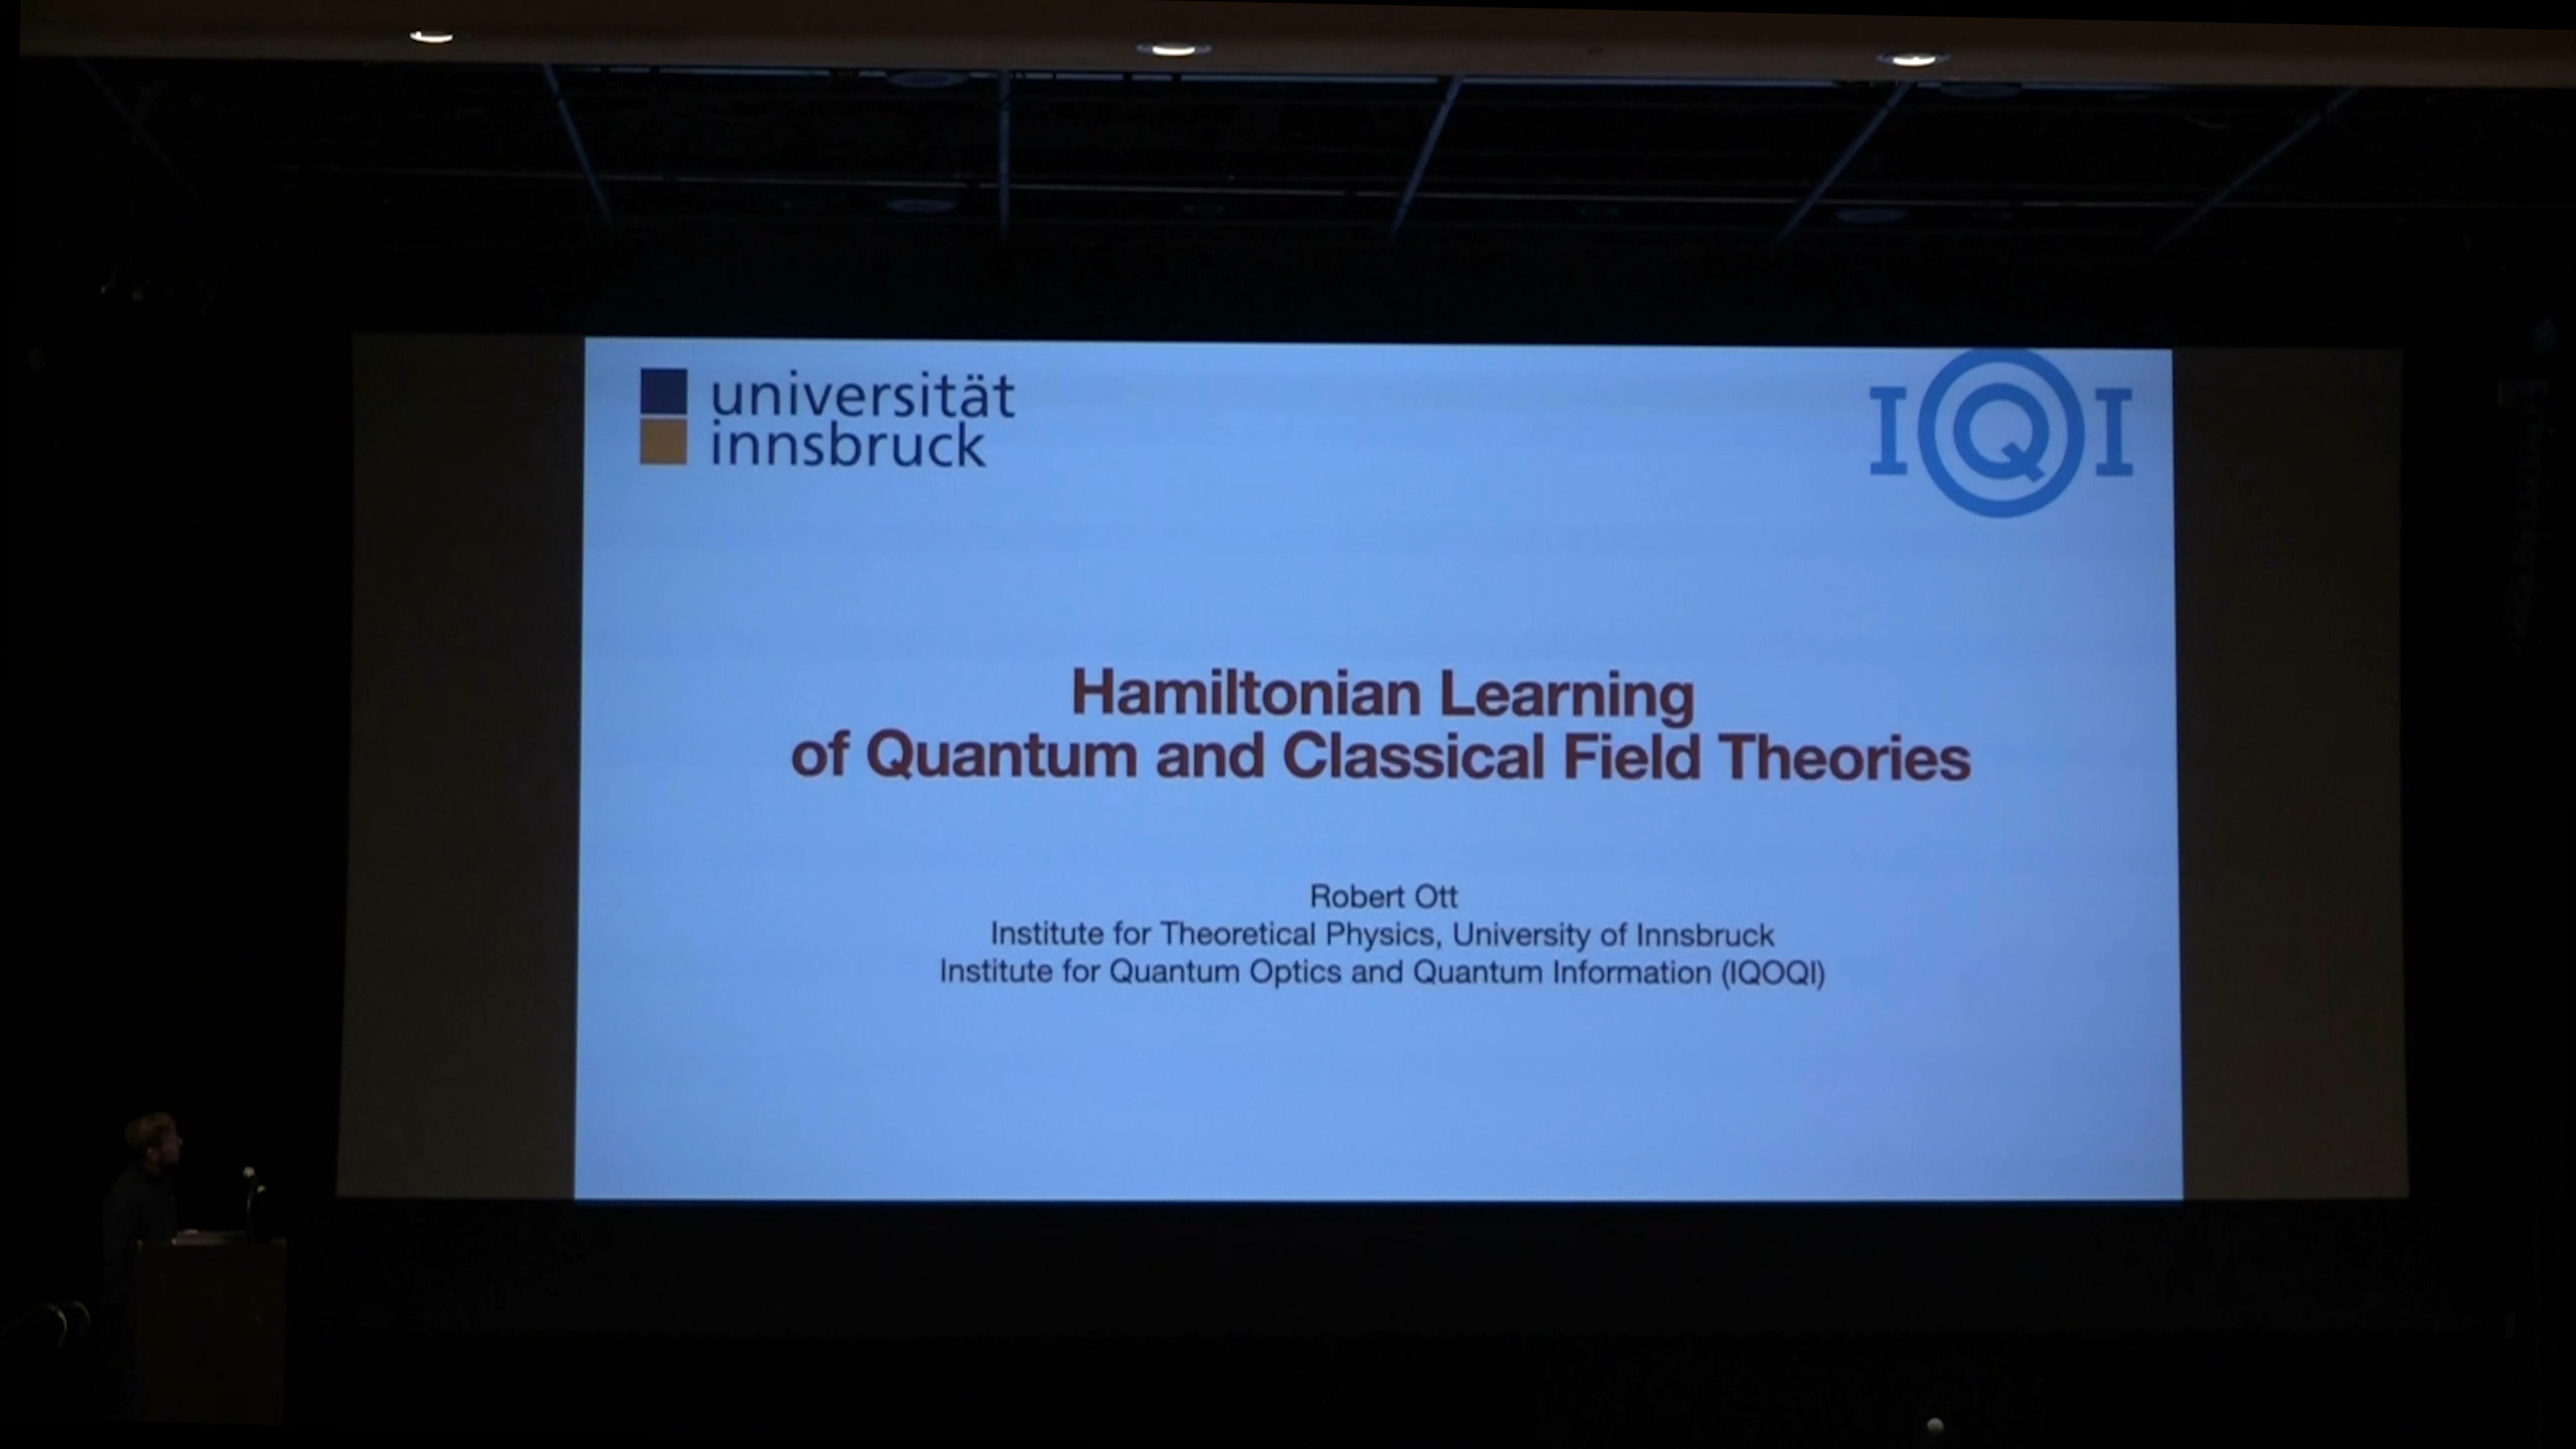 universität
innsbruck
IQI
Hamiltonian Learning
of Quantum and Classical Field Theories
Robert Ott
Institute for Theoretical Physics, University of Innsbruck
Institute for Quantum Optics and Quantum Information (IQOQI)